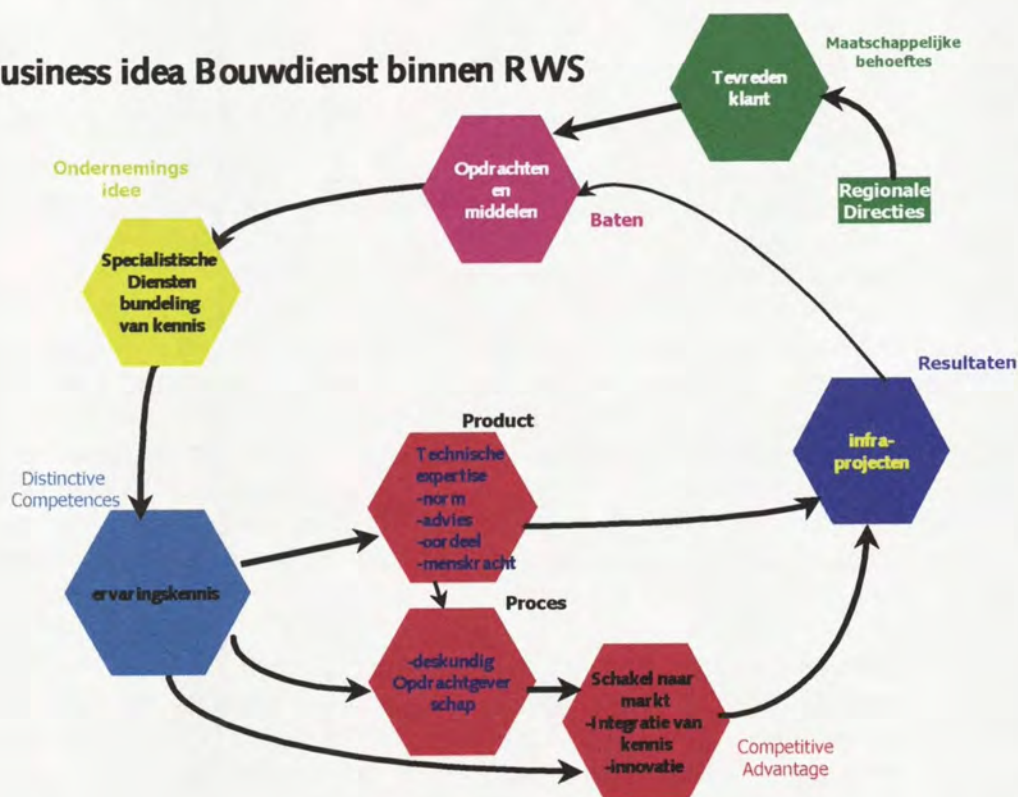 usiness idea Bouwdienst binnen RWS
Maatschappelijke
behoeftes
Tevreden
klant
Regionale
Directies
Opdrachten
en
middelen
Baten
Ondernemings
idee
Specialistische
Diensten
bundeling
van kennis
Resultaten
infra-
projecten
Product
Technische
expertise
-norm
-advies
-oordeel
-menskracht
Distinctive
Competences
ervaringskennis
Proces
-deskundig
Opdrachtgever
schap
Schakel naar
markt
-Integratie van
kennis
-innovatie
Competitive
Advantage